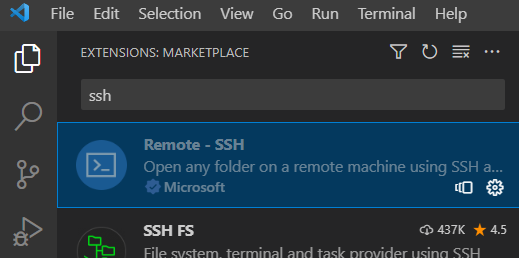 File Edit Selection View Go Run Terminal Help
EXTENSIONS: MARKETPLACE
ssh
Remote - SSH
Open any folder on a remote machine using SSH a...
Microsoft
SSH FS 437K 4.5
File system, terminal and task provider using SSH